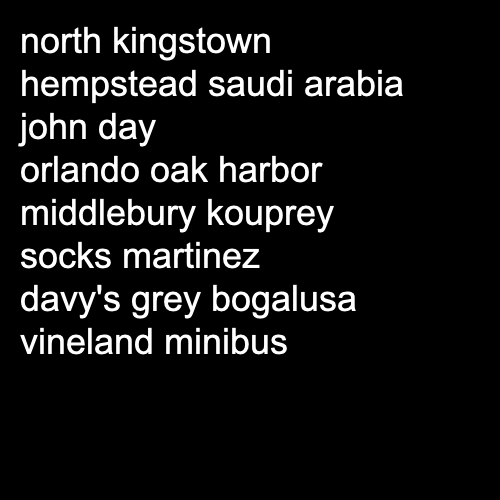 north kingstown
hempstead saudi arabia
john day
orlando oak harbor
middlebury kouprey
socks martinez
davy's grey bogalusa
vineland minibus